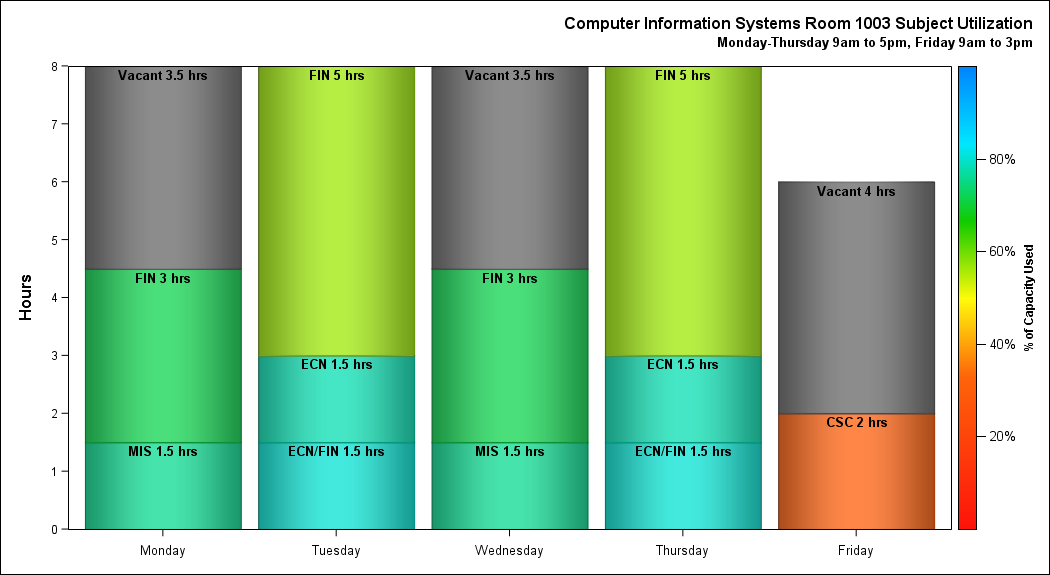 Computer Information Systems Room 1003 Subject Utilization
Monday-Thursday 9am to 5pm, Friday 9am to 3pm
Hours
8
7
6
5
4
3
2
1
0
Vacant 3.5 hrs
FIN 3 hrs
MIS 1.5 hrs
Monday
FIN 5 hrs
ECN 1.5 hrs
ECN/FIN 1.5 hrs
Tuesday
Vacant 3.5 hrs
FIN 3 hrs
MIS 1.5 hrs
Wednesday
FIN 5 hrs
ECN 1.5 hrs
ECN/FIN 1.5 hrs
Thursday
Vacant 4 hrs
CSC 2 hrs
Friday
80%
60%
40%
20%
% of Capacity Used